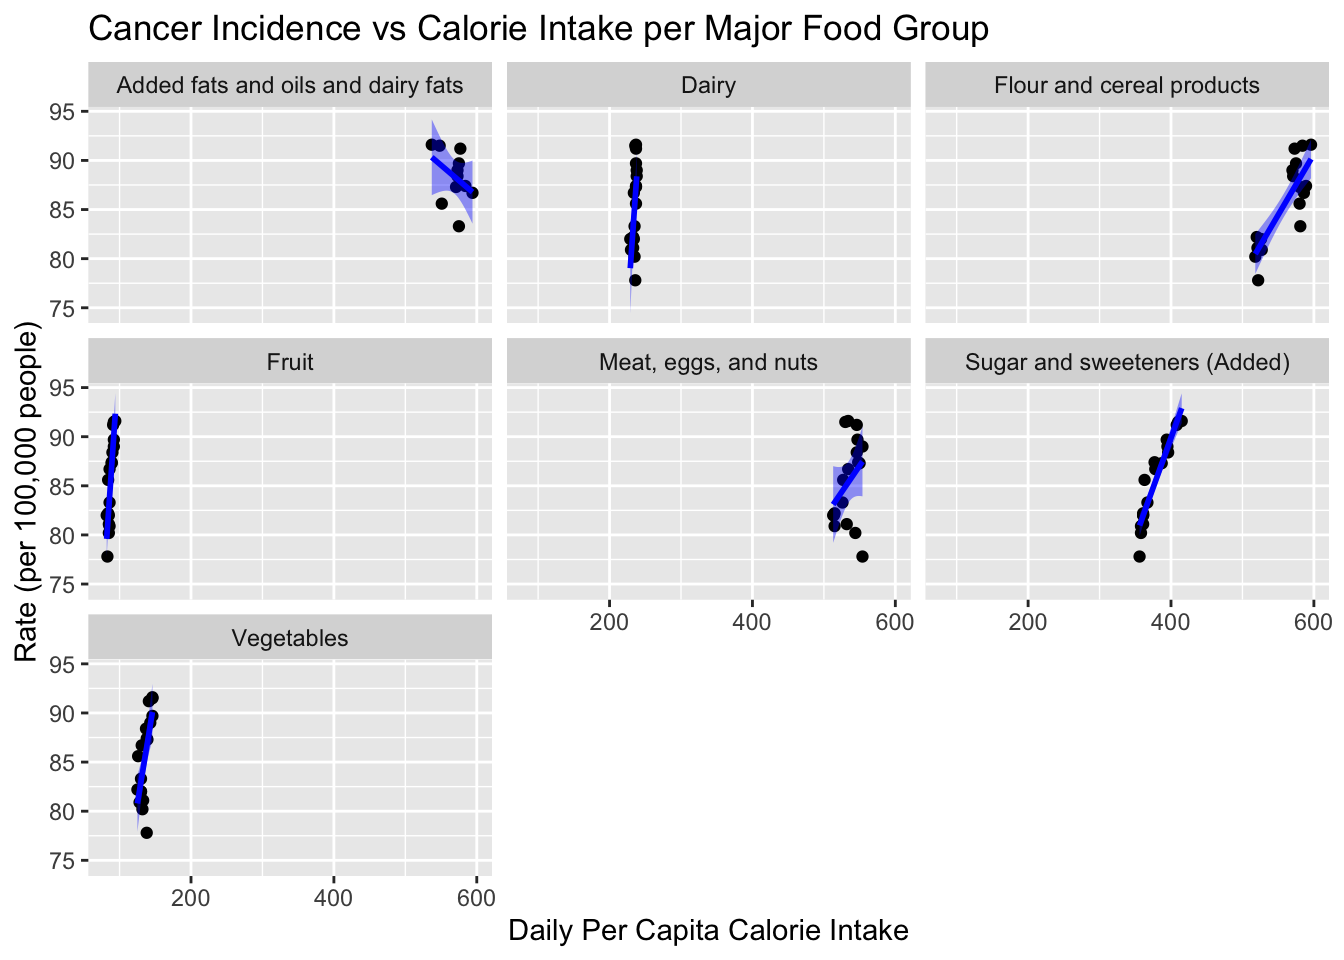 Cancer Incidence vs Calorie Intake per Major Food Group
Added fats and oils and dairy fats
Dairy
Flour and cereal products
95
90
85
80
75
Fruit
Meat, eggs, and nuts
Sugar and sweeteners (Added)
95
90
85
80
75
200
400
600
200
400
600
Vegetables
95
90
85
80
75
200
400
600
Rate (per 100,000 people)
Daily Per Capita Calorie Intake